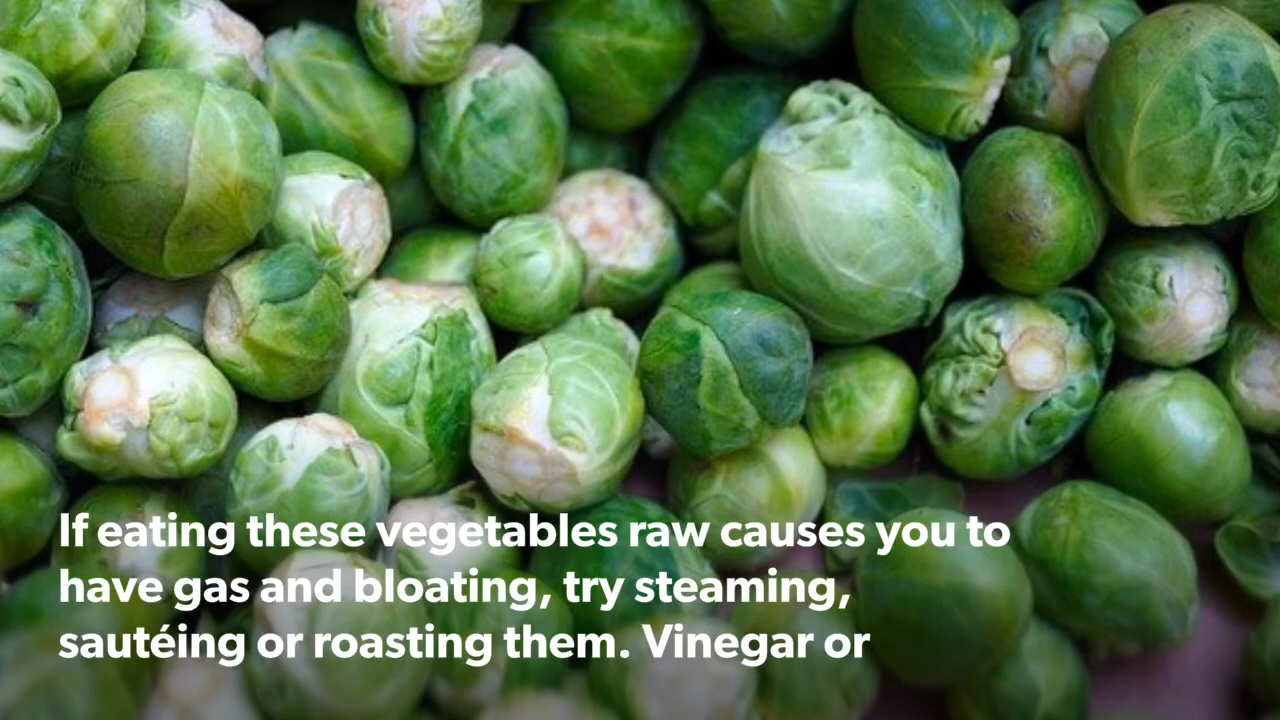 If eating these vegetables raw causes you to
have gas and bloating, try steaming,
sautéing or roasting them. Vinegar or